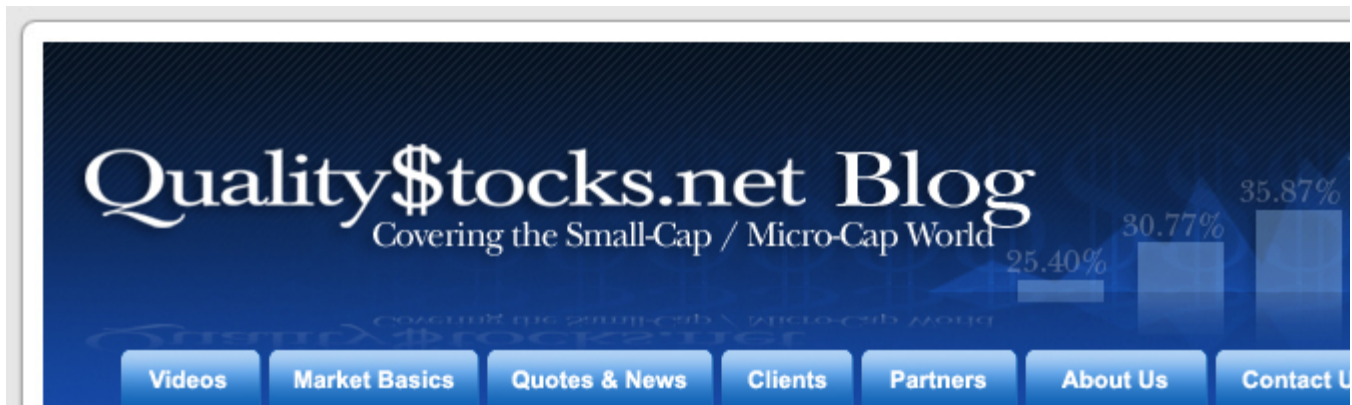 Quality$tocks.net Blog
Covering the Small-Cap / Micro-Cap World
25.40%
30.77%
35.87%
Videos
Market Basics
Quotes & News
Clients
Partners
About Us
Contact U